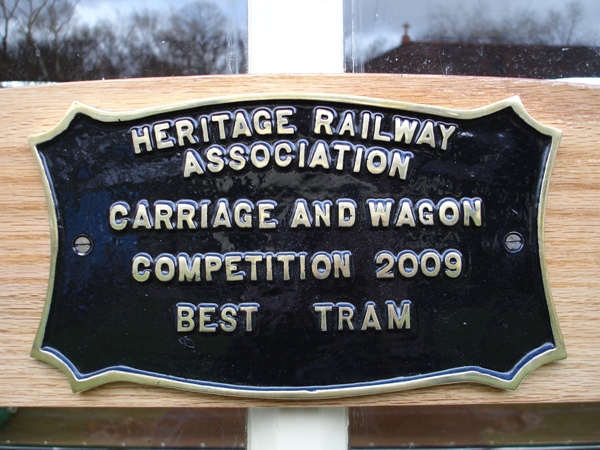 HERITAGE RAILWAY
ASSOCIATION
CARRIAGE AND WAGON
COMPETITION 2009
BEST TRAM